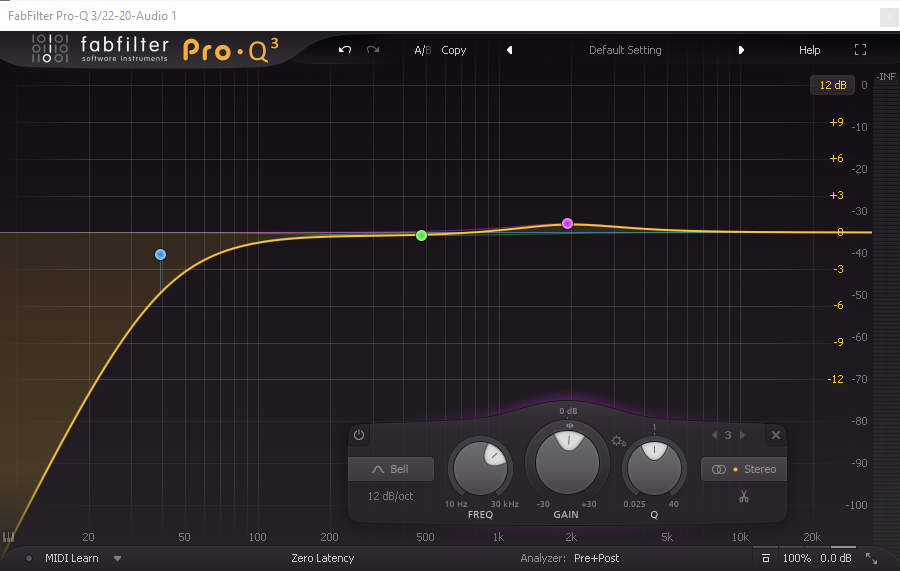 FabFilter Pro-Q 3/22-20-Audio 1
x
fabfilter
software instruments
Pro·Q3
A/B Copy
Default Setting
Help
-INF
12 dB 0
+9 -10
+6 -20
+3 -30
0 -40
-3 -50
-6 -60
-9
-12 -70
-80
-90
-100
0 dB
1
3
Bell
12 dB/oct
Stereo
10 Hz 30 kHz
-30 +30
0.025 40
FREQ GAIN Q
20 50 100 200 500 1k 2k 5k 10k 20k
MIDI Learn
Zero Latency
Analyzer: Pre+Post
100% 0.0 dB